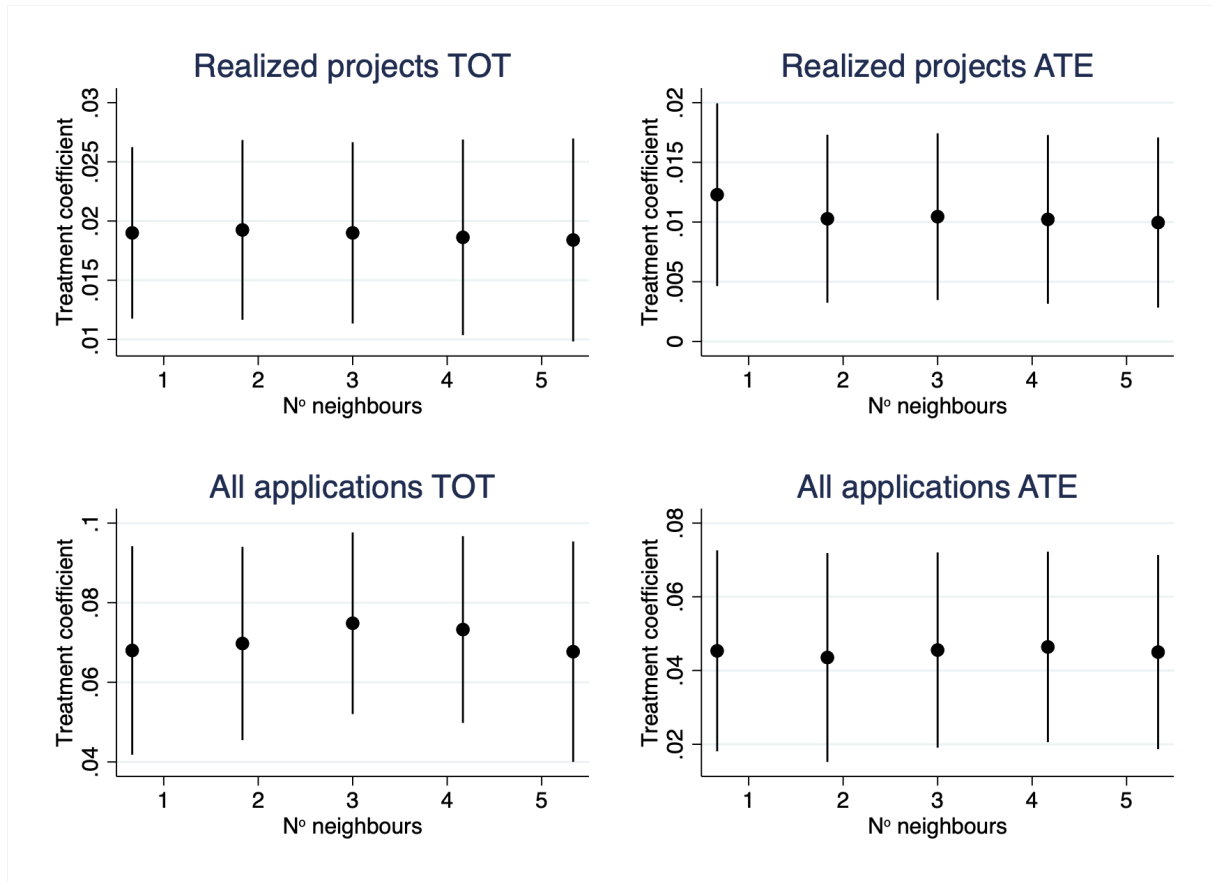 Realized projects TOT
Treatment coefficient
.03
.025
.02
.015
.01
1 2 3 4 5
Nº neighbours
Realized projects ATE
Treatment coefficient
.02
.015
.01
.005
0
1 2 3 4 5
Nº neighbours
All applications TOT
Treatment coefficient
.1
.08
.06
.04
1 2 3 4 5
Nº neighbours
All applications ATE
Treatment coefficient
.08
.06
.04
.02
1 2 3 4 5
Nº neighbours